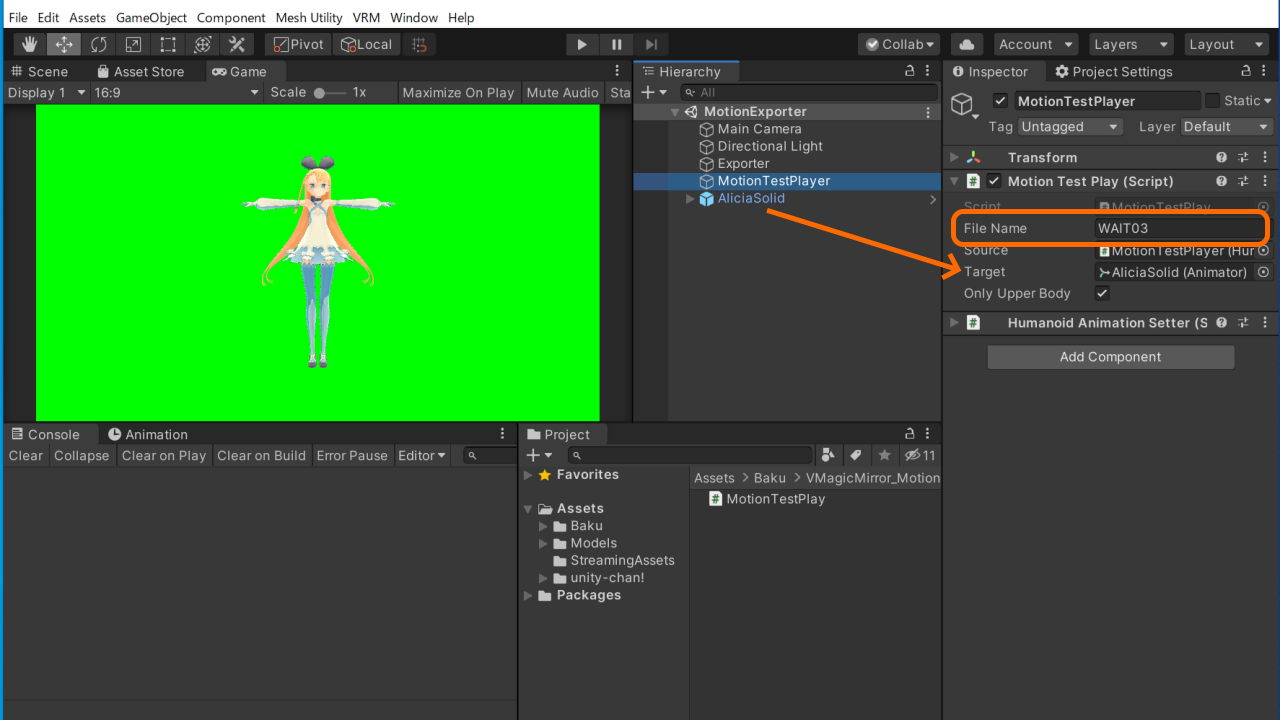 File Edit Assets GameObject Component Mesh Utility VRM Window Help
Pivot Local Collab Account Layers Layout
Scene Asset Store Game
Display 1 16:9 Scale 1x Maximize On Play Mute Audio Sta
Hierarchy
All
MotionExporter
Main Camera
Directional Light
Exporter
MotionTestPlayer
AliciaSolid
Inspector Project Settings
MotionTestPlayer Static
Tag Untagged Layer Default
Transform
# Motion Test Play (Script)
Script # MotionTestPlay
File Name WAIT03
Source # MotionTestPlayer (Hur
Target AliciaSolid (Animator)
Only Upper Body
# Humanoid Animation Setter (S
Add Component
Console Animation
Clear Collapse Clear on Play Clear on Build Error Pause Editor
Project
11
Favorites
Assets
Baku
Models
StreamingAssets
unity-chan!
Packages
Assets > Baku > VMagicMirror_Motion
# MotionTestPlay